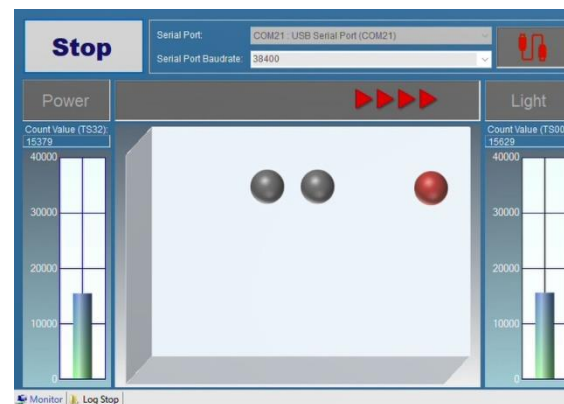 Stop
Serial Port:
COM21 : USB Serial Port (COM21)
Serial Port Baudrate:
38400
Power
Light
Count Value (TS32):
15379
40000
30000
20000
10000
0
Count Value (TS00
15629
40000
30000
20000
10000
0
Monitor
Log Stop